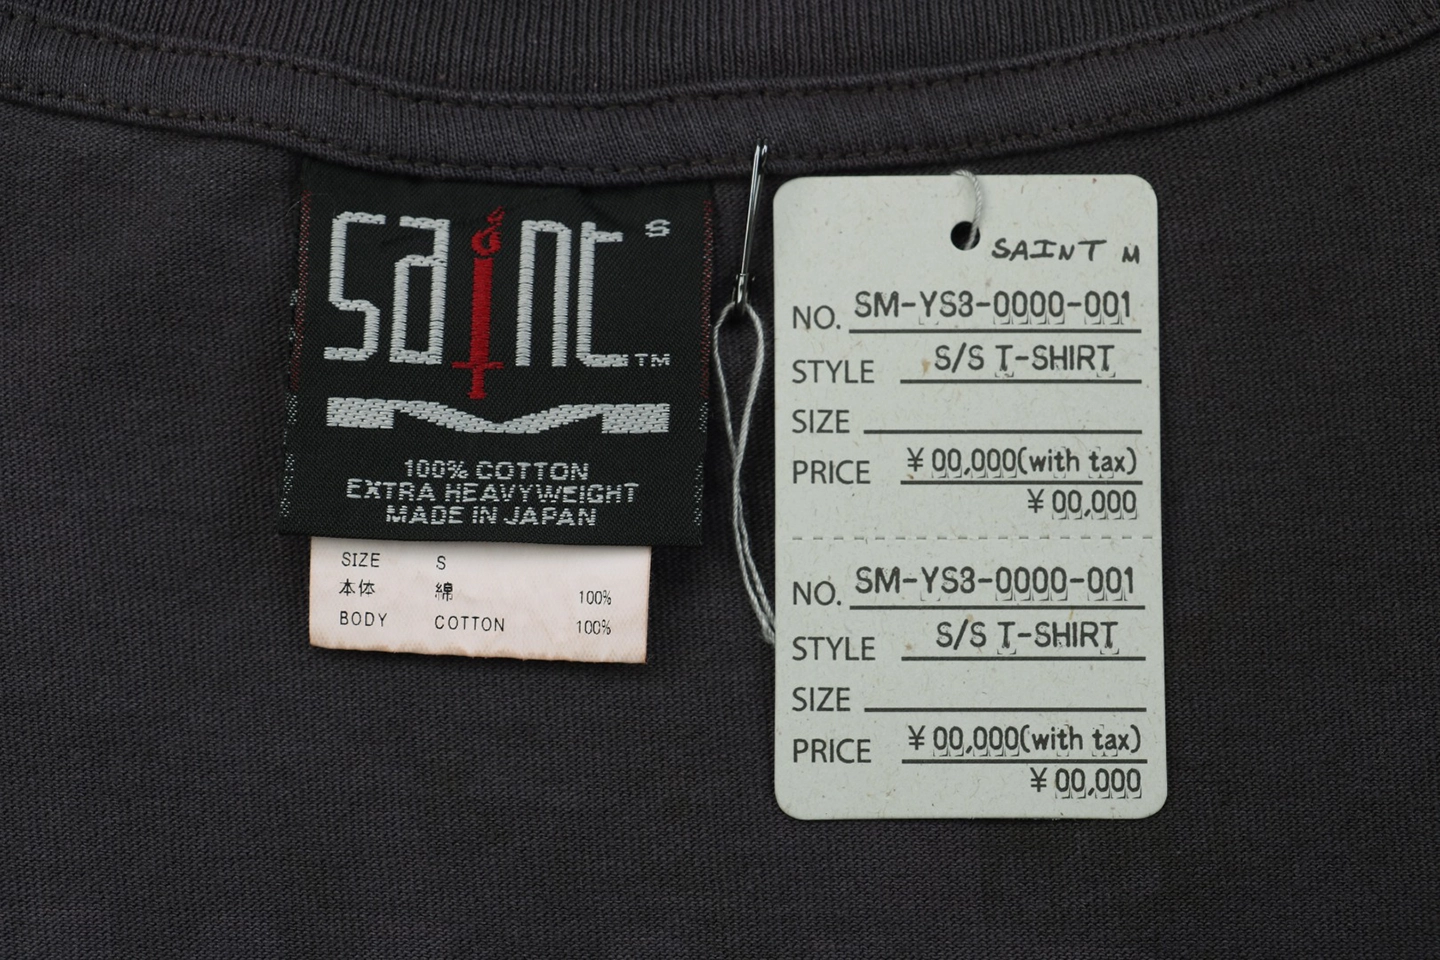 saint S
TM
100% COTTON
EXTRA HEAVYWEIGHT
MADE IN JAPAN
SIZE S
本体 綿 100%
BODY COTTON 100%
SAINT M
NO. SM-YS3-0000-001
STYLE S/S T-SHIRT
SIZE
PRICE ¥00,000(with tax)
¥00,000
NO. SM-YS3-0000-001
STYLE S/S T-SHIRT
SIZE
PRICE ¥00,000(with tax)
¥00,000